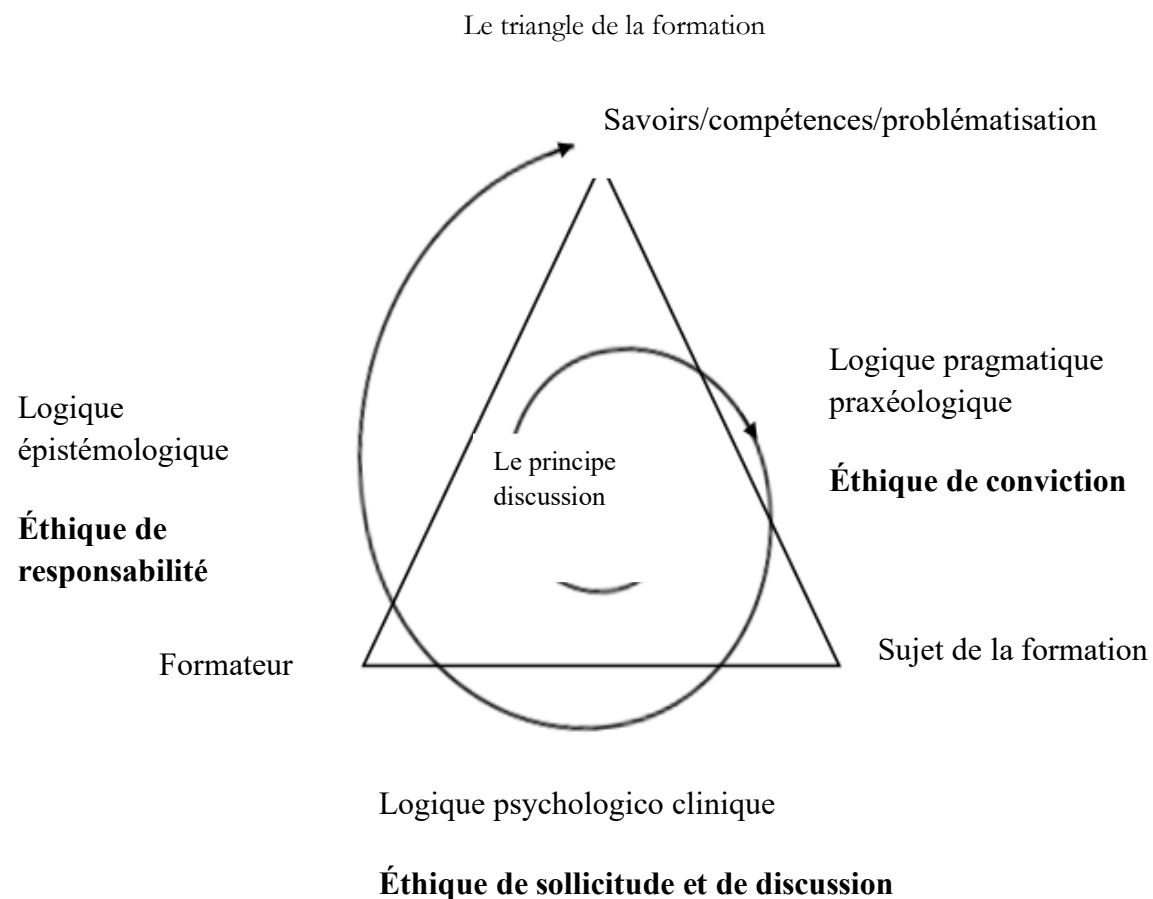 Le triangle de la formation
Savoirs/compétences/problématisation
Logique pragmatique
praxéologique
Éthique de conviction
Logique
épistémologique
Éthique de
responsabilité
Le principe
discussion
Formateur
Sujet de la formation
Logique psychologico clinique
Éthique de sollicitude et de discussion